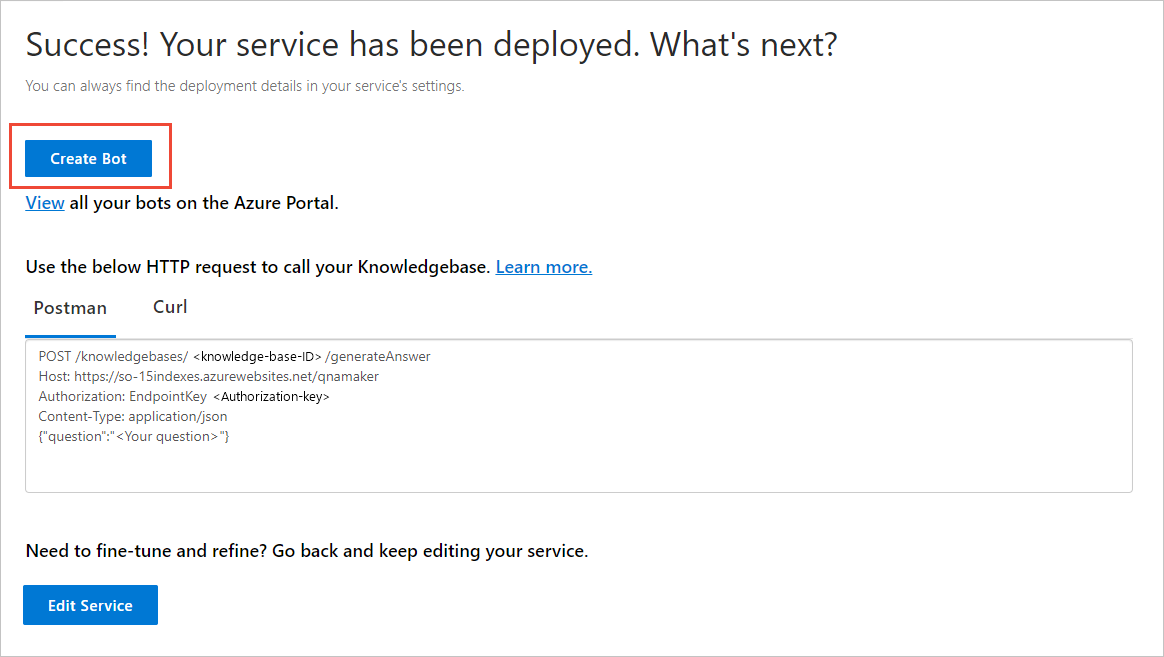 Success! Your service has been deployed. What's next?
You can always find the deployment details in your service's settings.
Create Bot
View all your bots on the Azure Portal.
Use the below HTTP request to call your Knowledgebase. Learn more.
Postman Curl
POST /knowledgebases/ <knowledge-base-ID> /generateAnswer
Host: https://so-15indexes.azurewebsites.net/qnamaker
Authorization: EndpointKey <Authorization-key>
Content-Type: application/json
{"question":"<Your question>"}
Need to fine-tune and refine? Go back and keep editing your service.
Edit Service